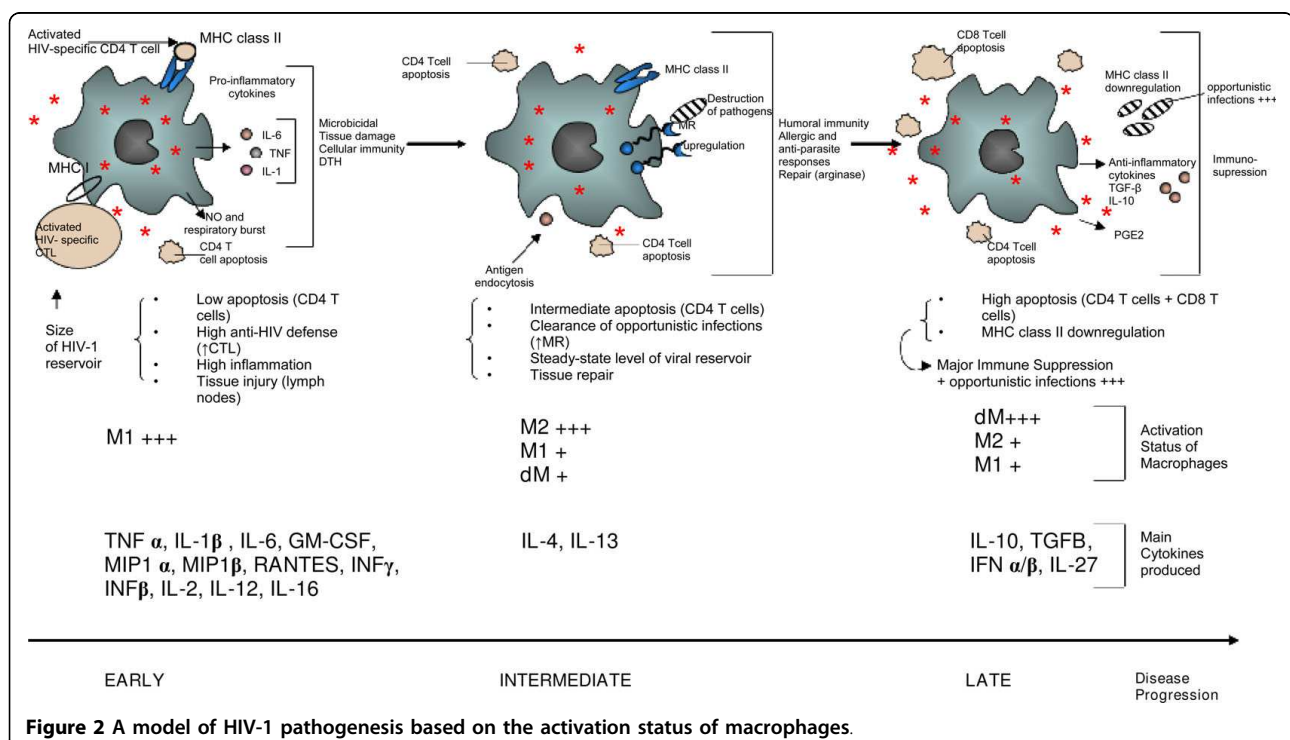 Activated
HIV-specific CD4 T cell
MHC class II
Pro-inflammatory
cytokines
IL-6
TNF
IL-1
MHC I
NO and
respiratory burst
Activated
HIV- specific
CTL
CD4 T
cell apoptosis
Microbicidal
Tissue damage
Cellular immunity
DTH
CD4 Tcell
apoptosis
MHC class II
Destruction
of pathogens
MR
upregulation
Antigen
endocytosis
CD4 Tcell
apoptosis
Humoral immunity
Allergic and
anti-parasite
responses
Repair (arginase)
CD8 Tcell
apoptosis
MHC class II
downregulation
opportunistic
infections +++
Anti-inflammatory
cytokines
TGF-β
IL-10
Immuno-
supression
PGE2
CD4 Tcell
apoptosis
Size
of HIV-1
reservoir
• Low apoptosis (CD4 T
cells)
• High anti-HIV defense
(↑CTL)
• High inflammation
• Tissue injury (lymph
nodes)
• Intermediate apoptosis (CD4 T cells)
• Clearance of opportunistic infections
(↑MR)
• Steady-state level of viral reservoir
• Tissue repair
• High apoptosis (CD4 T cells + CD8 T
cells)
• MHC class II downregulation
Major Immune Suppression
+ opportunistic infections +++
M1 +++
M2 +++
M1 +
dM +
dM+++
M2 +
M1 +
Activation
Status of
Macrophages
TNF α, IL-1β , IL-6, GM-CSF,
MIP1 α, MIP1β, RANTES, INFγ,
INFβ, IL-2, IL-12, IL-16
IL-4, IL-13
IL-10, TGFB,
IFN α/β, IL-27
Main
Cytokines
produced
EARLY
INTERMEDIATE
LATE
Disease
Progression
Figure 2 A model of HIV-1 pathogenesis based on the activation status of macrophages.